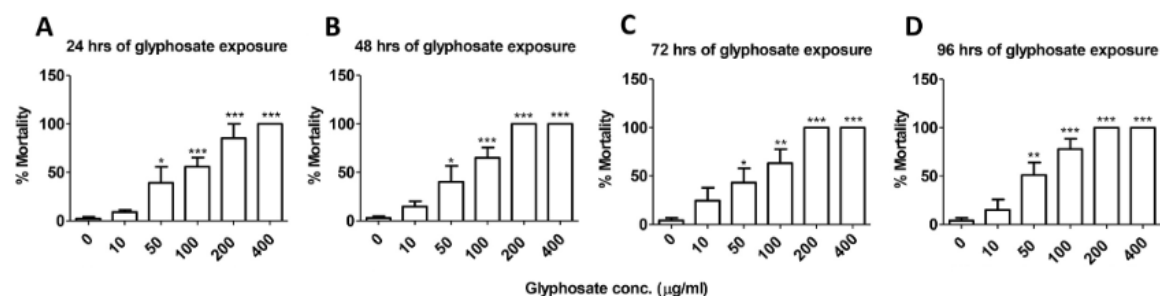 A
24 hrs of glyphosate exposure
% Mortality
150
100
50
0
* *** *** ***
0 10 50 100 200 400
B
48 hrs of glyphosate exposure
% Mortality
150
100
50
0
* *** *** ***
0 10 50 100 200 400
C
72 hrs of glyphosate exposure
% Mortality
150
100
50
0
* ** *** ***
0 10 50 100 200 400
D
96 hrs of glyphosate exposure
% Mortality
150
100
50
0
** *** *** ***
0 10 50 100 200 400
Glyphosate conc. (μg/ml)